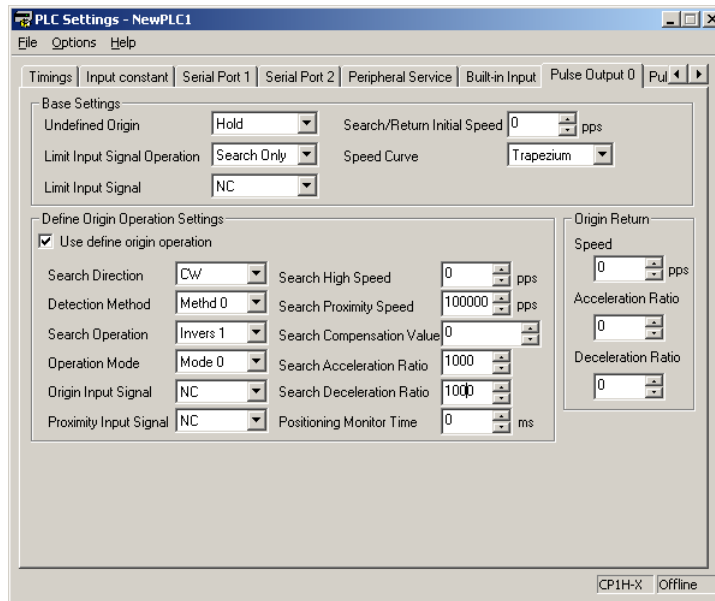 PLC Settings - NewPLC1
File Options Help
Timings Input constant Serial Port 1 Serial Port 2 Peripheral Service Built-in Input Pulse Output 0 Pul
Base Settings
Undefined Origin Hold Search/Return Initial Speed 0 pps
Limit Input Signal Operation Search Only Speed Curve Trapezium
Limit Input Signal NC
Define Origin Operation Settings Origin Return
Use define origin operation Speed
Search Direction CW Search High Speed 0 pps 0 pps
Detection Method Methd 0 Search Proximity Speed 100000 pps Acceleration Ratio
Search Operation Invers 1 Search Compensation Value 0 0
Operation Mode Mode 0 Search Acceleration Ratio 1000 Deceleration Ratio
Origin Input Signal NC Search Deceleration Ratio 1000 0
Proximity Input Signal NC Positioning Monitor Time 0 ms
CP1H-X Offline